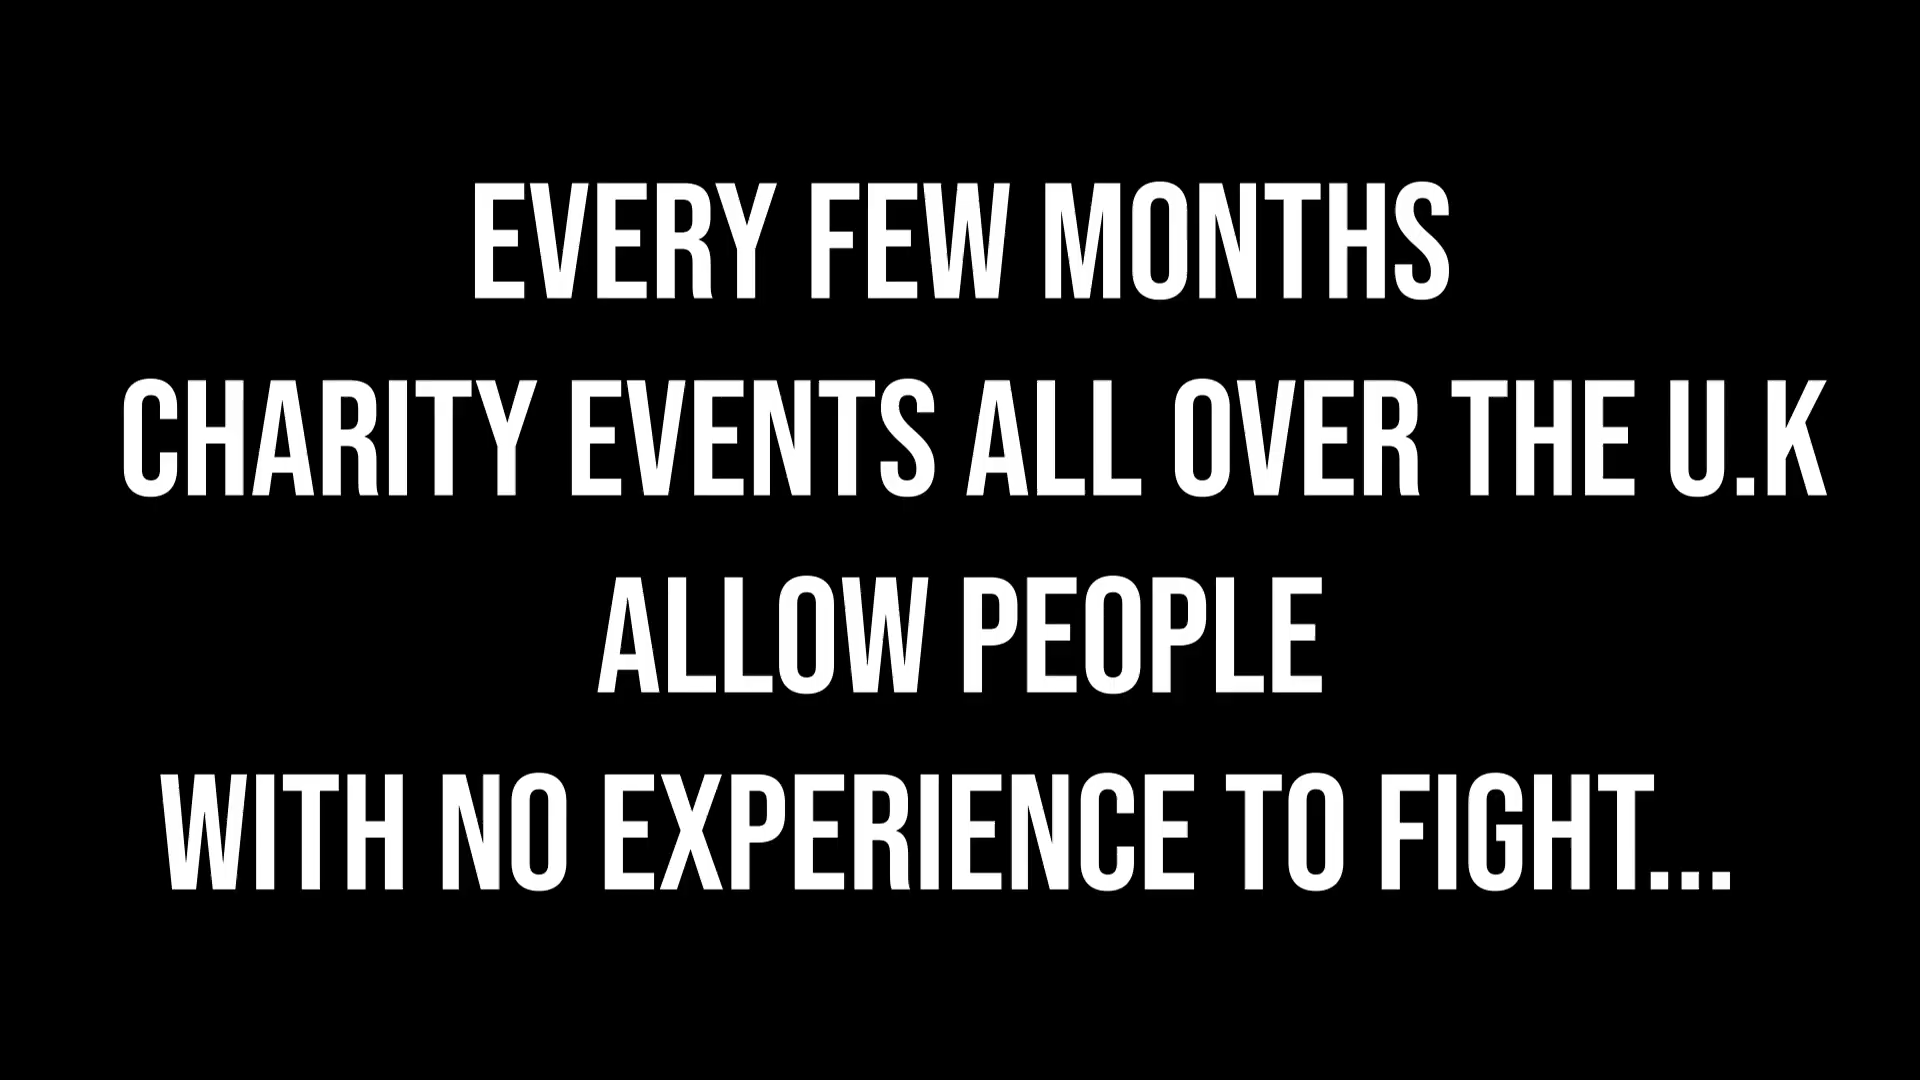 EVERY FEW MONTHS
CHARITY EVENTS ALL OVER THE U.K
ALLOW PEOPLE
WITH NO EXPERIENCE TO FIGHT...